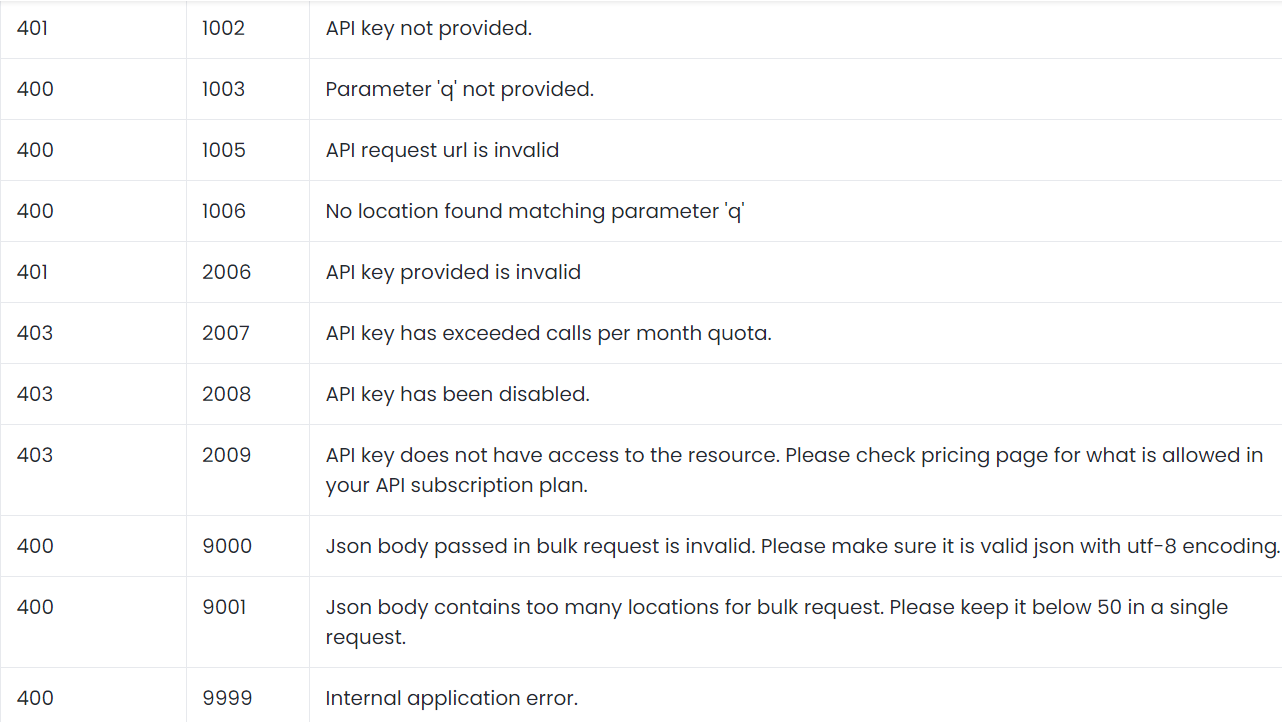 401 1002 API key not provided.
400 1003 Parameter 'q' not provided.
400 1005 API request url is invalid
400 1006 No location found matching parameter 'q'
401 2006 API key provided is invalid
403 2007 API key has exceeded calls per month quota.
403 2008 API key has been disabled.
403 2009 API key does not have access to the resource. Please check pricing page for what is allowed in
your API subscription plan.
400 9000 Json body passed in bulk request is invalid. Please make sure it is valid json with utf-8 encoding.
400 9001 Json body contains too many locations for bulk request. Please keep it below 50 in a single
request.
400 9999 Internal application error.